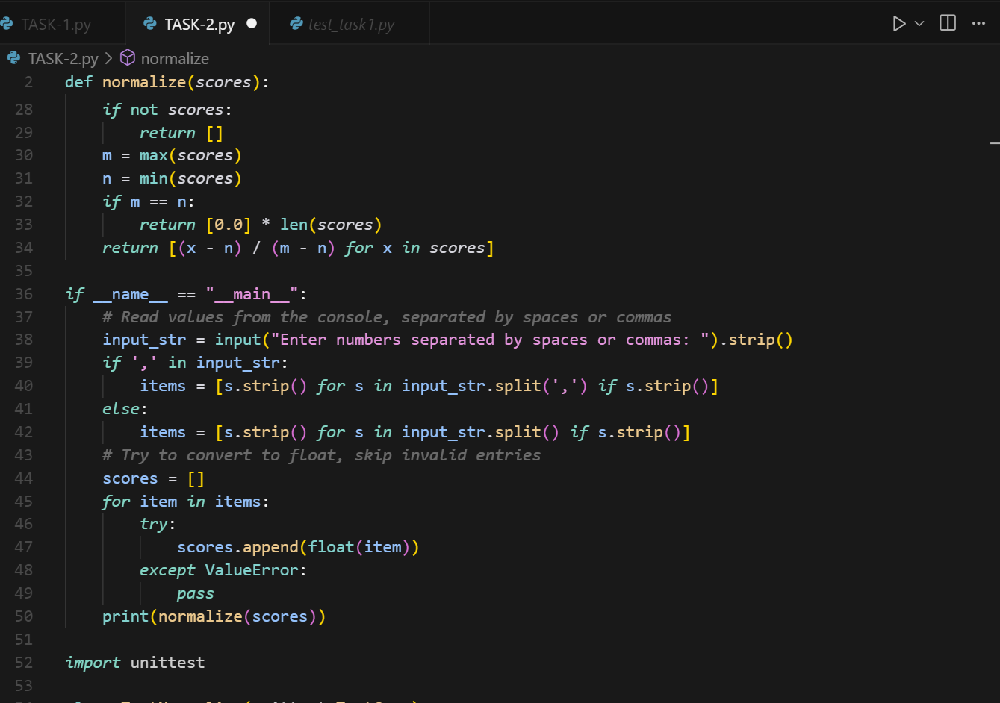 TASK-1.py TASK-2.py test_task1.py
TASK-2.py > normalize
2 def normalize(scores):
28     if not scores:
29         return []
30     m = max(scores)
31     n = min(scores)
32     if m == n:
33         return [0.0] * len(scores)
34     return [(x - n) / (m - n) for x in scores]
35
36 if __name__ == "__main__":
37     # Read values from the console, separated by spaces or commas
38     input_str = input("Enter numbers separated by spaces or commas: ").strip()
39     if ',' in input_str:
40         items = [s.strip() for s in input_str.split(',') if s.strip()]
41     else:
42         items = [s.strip() for s in input_str.split() if s.strip()]
43     # Try to convert to float, skip invalid entries
44     scores = []
45     for item in items:
46         try:
47             scores.append(float(item))
48         except ValueError:
49             pass
50     print(normalize(scores))
51
52 import unittest
53